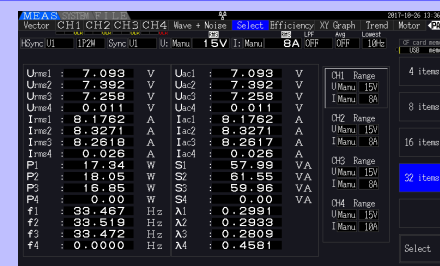 MEAS SYSTEM FILE 2017-10-26 13:36
Vector CH1 CH2 CH3 CH4 Wave + Noise Select Efficiency XY Graph Trend Motor
LPF Avg Lowest
HSync U1 1P2W Sync U1 U: Manu 15V I: Manu 8A OFF OFF 10Hz
CF card mem
USB mem
Urms1 : 7.093 V Uac1 : 7.093 V
Urms2 : 7.392 V Uac2 : 7.392 V
Urms3 : 7.258 V Uac3 : 7.258 V
Urms4 : 0.011 V Uac4 : 0.011 V
Irms1 : 8.1762 A Iac1 : 8.1762 A
Irms2 : 8.3271 A Iac2 : 8.3271 A
Irms3 : 8.2618 A Iac3 : 8.2617 A
Irms4 : 0.026 A Iac4 : 0.026 A
P1 : 17.34 W S1 : 57.99 VA
P2 : 18.05 W S2 : 61.55 VA
P3 : 16.85 W S3 : 59.96 VA
P4 : 0.00 W S4 : 0.00 VA
f1 : 33.467 Hz λ1 : 0.2991
f2 : 33.519 Hz λ2 : 0.2933
f3 : 33.472 Hz λ3 : 0.2809
f4 : 0.0000 Hz λ4 : 0.4581
CH1 Range
U Manu 15V
I Manu 8A
CH2 Range
U Manu 15V
I Manu 8A
CH3 Range
U Manu 15V
I Manu 8A
CH4 Range
U Manu 15V
I Manu 10A
4 items
8 items
16 items
32 items
Select